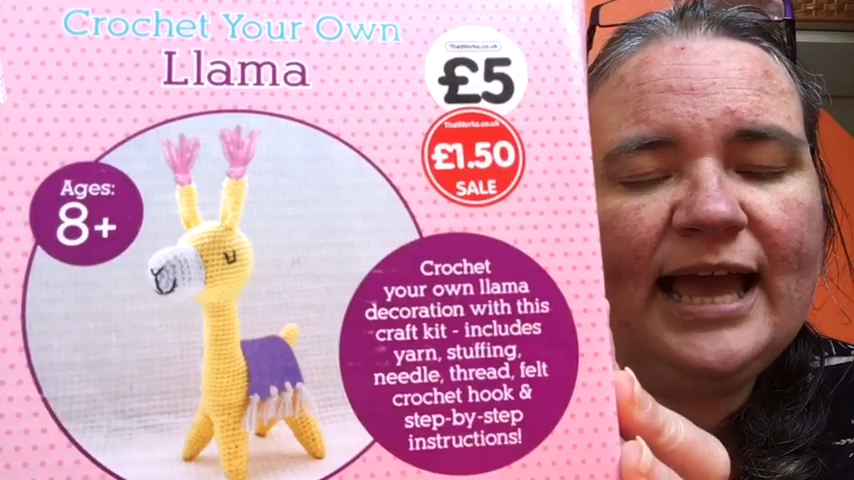 Crochet Your Own
Llama
TheWorks.co.uk
£5
TheWorks.co.uk
£1.50
SALE
Ages:
8+
Crochet
your own llama
decoration with this
craft kit - includes
yarn, stuffing,
needle, thread, felt
crochet hook &
step-by-step
instructions!